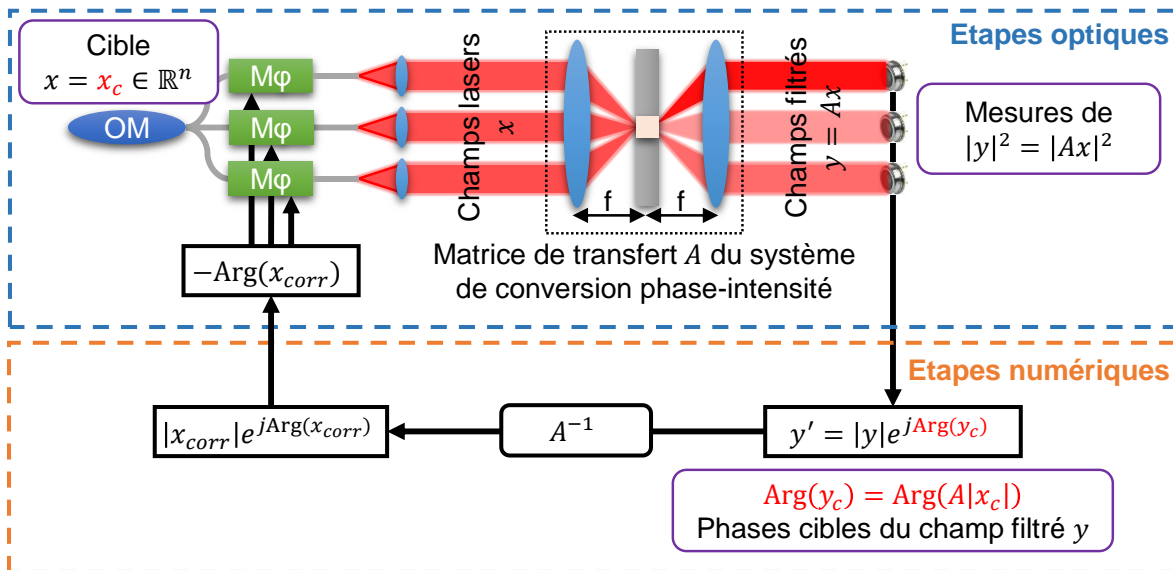 Etapes optiques
Cible
x = x_c ∈ ℝⁿ
OM
Mφ
Mφ
Mφ
Champs lasers
x
f
f
Champs filtrés
y = Ax
Mesures de
|y|² = |Ax|²
Matrice de transfert A du système
de conversion phase-intensité
−Arg(x_corr)
Etapes numériques
|x_corr|e^{jArg(x_corr)}
A⁻¹
y′ = |y|e^{jArg(y_c)}
Arg(y_c) = Arg(A|x_c|)
Phases cibles du champ filtré y